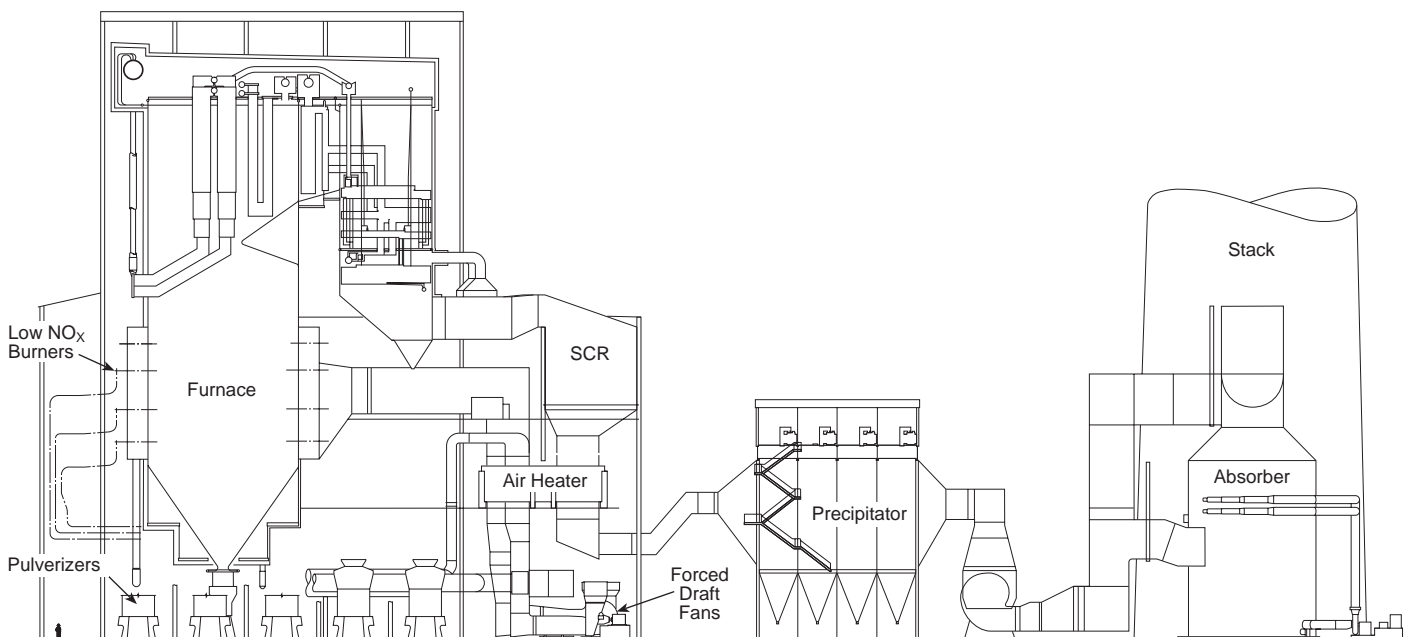 Low NOX
Burners
Furnace
Pulverizers
SCR
Air Heater
Forced
Draft
Fans
Precipitator
Stack
Absorber